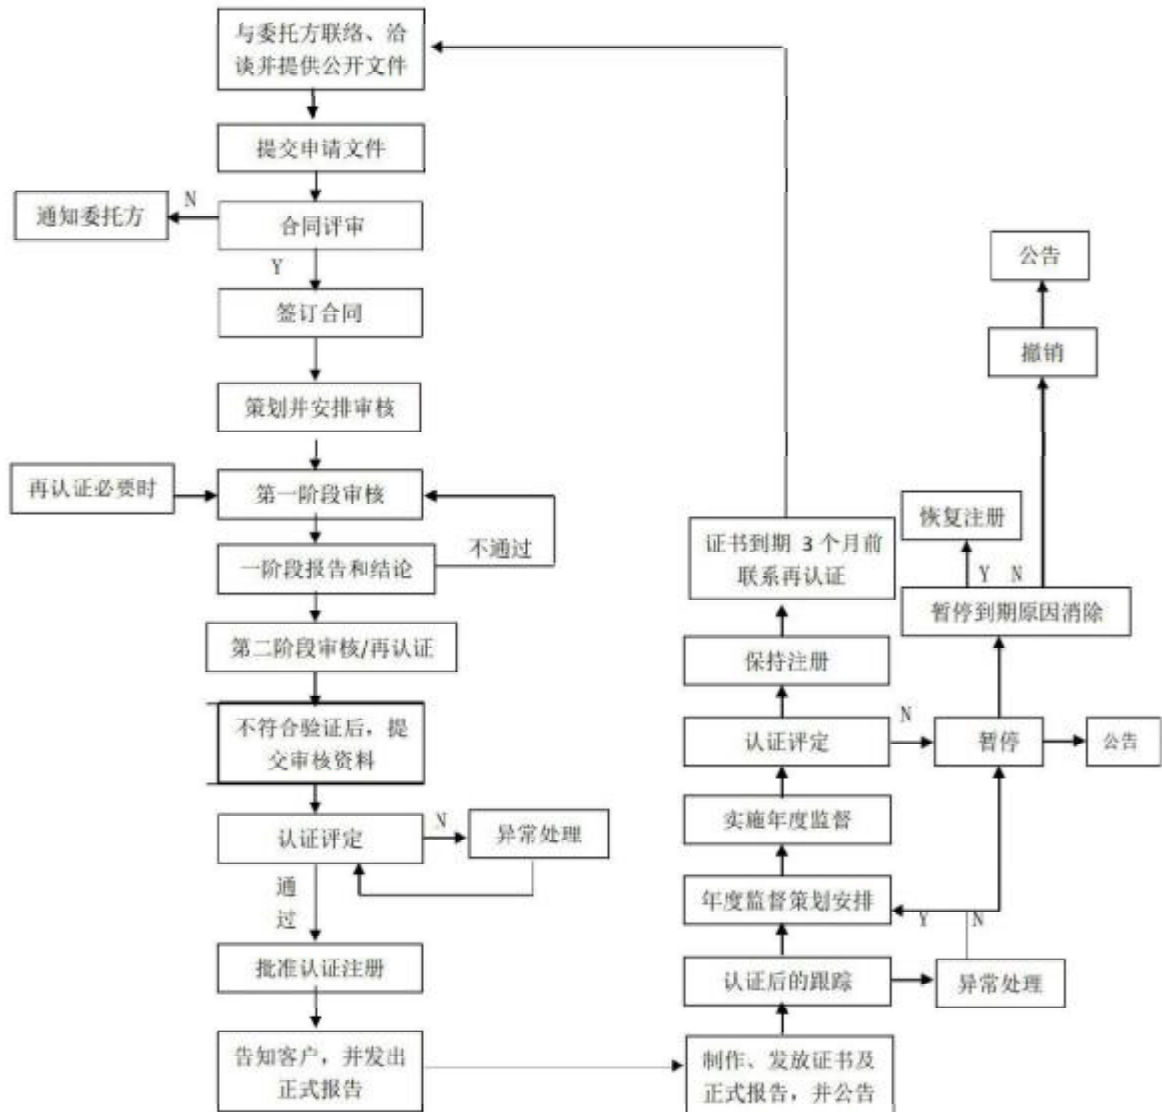 与委托方联络、洽
谈并提供公开文件
提交申请文件
通知委托方
N
合同评审
Y
签订合同
策划并安排审核
再认证必要时
第一阶段审核
不通过
一阶段报告和结论
第二阶段审核/再认证
不符合验证后，提
交审核资料
认证评定
N
异常处理
通
过
批准认证注册
告知客户，并发出
正式报告
制作、发放证书及
正式报告，并公告
认证后的跟踪
异常处理
年度监督策划安排
Y
N
实施年度监督
认证评定
N
暂停
公告
保持注册
证书到期 3 个月前
联系再认证
暂停到期原因消除
Y
N
恢复注册
撤销
公告